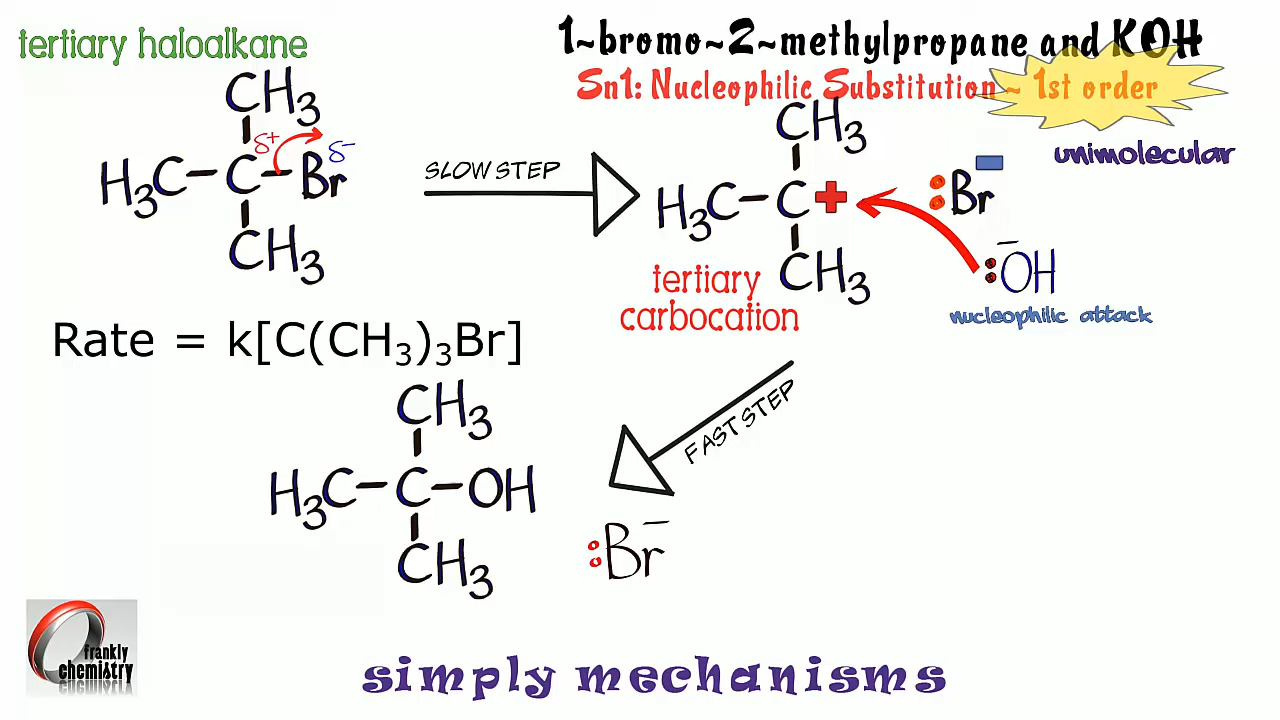 tertiary haloalkane
1~bromo~2~methylpropane and KOH
Sn1: Nucleophilic Substitution ~ 1st order
unimolecular
CH3
H3C C Br
δ+ δ-
CH3
SLOW STEP
CH3
H3C C +
CH3
:Br −
:OH −
nucleophilic attack
tertiary
carbocation
Rate = k[C(CH₃)₃Br]
FAST STEP
CH3
H3C–C–OH
CH3
:Br −
frankly
chemistry
simply mechanisms